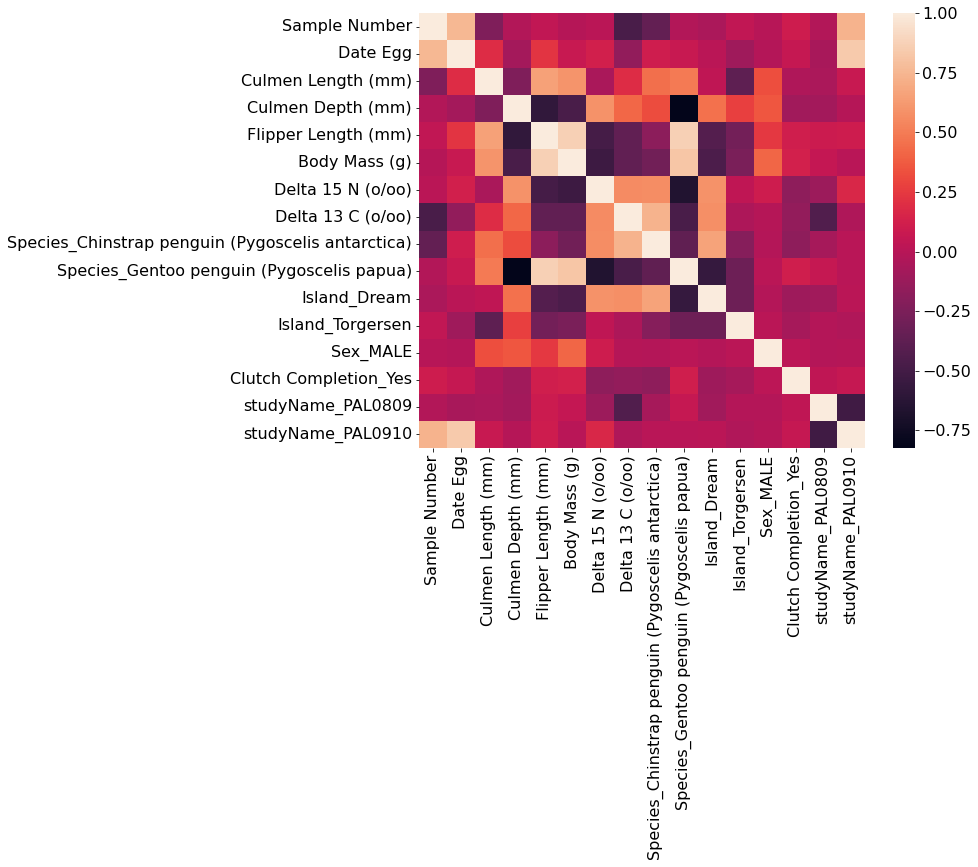 Sample Number
Date Egg
Culmen Length (mm)
Culmen Depth (mm)
Flipper Length (mm)
Body Mass (g)
Delta 15 N (o/oo)
Delta 13 C (o/oo)
Species_Chinstrap penguin (Pygoscelis antarctica)
Species_Gentoo penguin (Pygoscelis papua)
Island_Dream
Island_Torgersen
Sex_MALE
Clutch Completion_Yes
studyName_PAL0809
studyName_PAL0910
Sample Number
Date Egg
Culmen Length (mm)
Culmen Depth (mm)
Flipper Length (mm)
Body Mass (g)
Delta 15 N (o/oo)
Delta 13 C (o/oo)
Species_Chinstrap penguin (Pygoscelis antarctica)
Species_Gentoo penguin (Pygoscelis papua)
Island_Dream
Island_Torgersen
Sex_MALE
Clutch Completion_Yes
studyName_PAL0809
studyName_PAL0910
1.00
0.75
0.50
0.25
0.00
−0.25
−0.50
−0.75